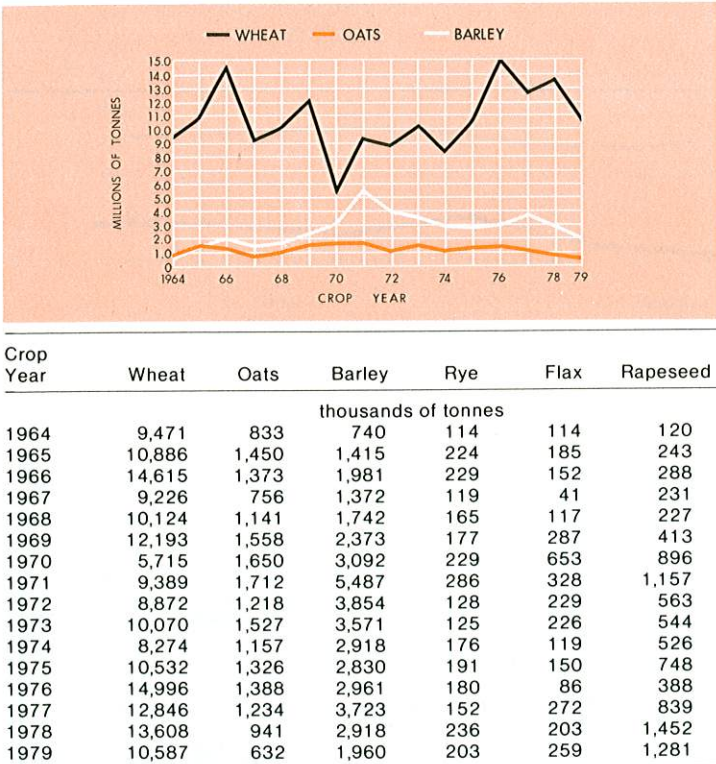 WHEAT OATS BARLEY
MILLIONS OF TONNES
15.0
14.0
13.0
12.0
11.0
10.0
9.0
8.0
7.0
6.0
5.0
4.0
3.0
2.0
1.0
0
1964 66 68 70 72 74 76 78 79
CROP YEAR
Crop
Year Wheat Oats Barley Rye Flax Rapeseed
thousands of tonnes
1964 9,471 833 740 114 114 120
1965 10,886 1,450 1,415 224 185 243
1966 14,615 1,373 1,981 229 152 288
1967 9,226 756 1,372 119 41 231
1968 10,124 1,141 1,742 165 117 227
1969 12,193 1,558 2,373 177 287 413
1970 5,715 1,650 3,092 229 653 896
1971 9,389 1,712 5,487 286 328 1,157
1972 8,872 1,218 3,854 128 229 563
1973 10,070 1,527 3,571 125 226 544
1974 8,274 1,157 2,918 176 119 526
1975 10,532 1,326 2,830 191 150 748
1976 14,996 1,388 2,961 180 86 388
1977 12,846 1,234 3,723 152 272 839
1978 13,608 941 2,918 236 203 1,452
1979 10,587 632 1,960 203 259 1,281